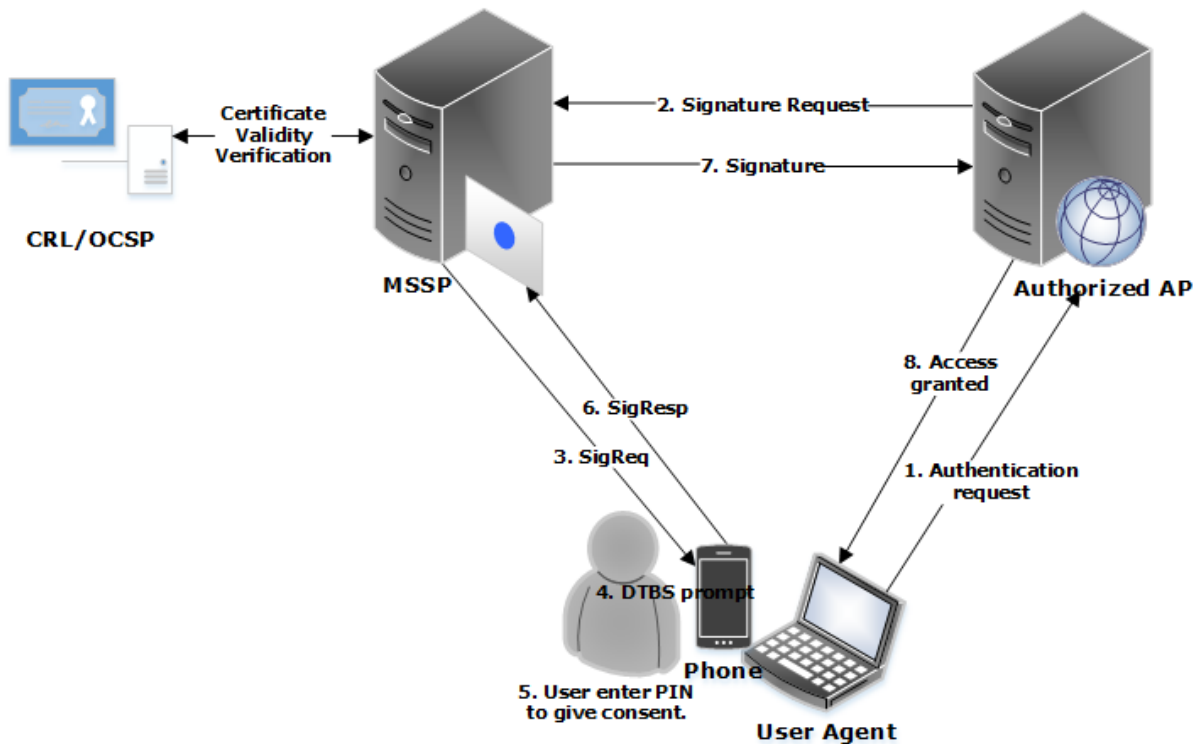 2. Signature Request
Certificate
Validity
Verification
7. Signature
CRL/OCSP
MSSP
Authorized AP
8. Access
granted
6. SigResp
3. SigReq
1. Authentication
request
4. DTBS prompt
Phone
5. User enter PIN
to give consent.
User Agent